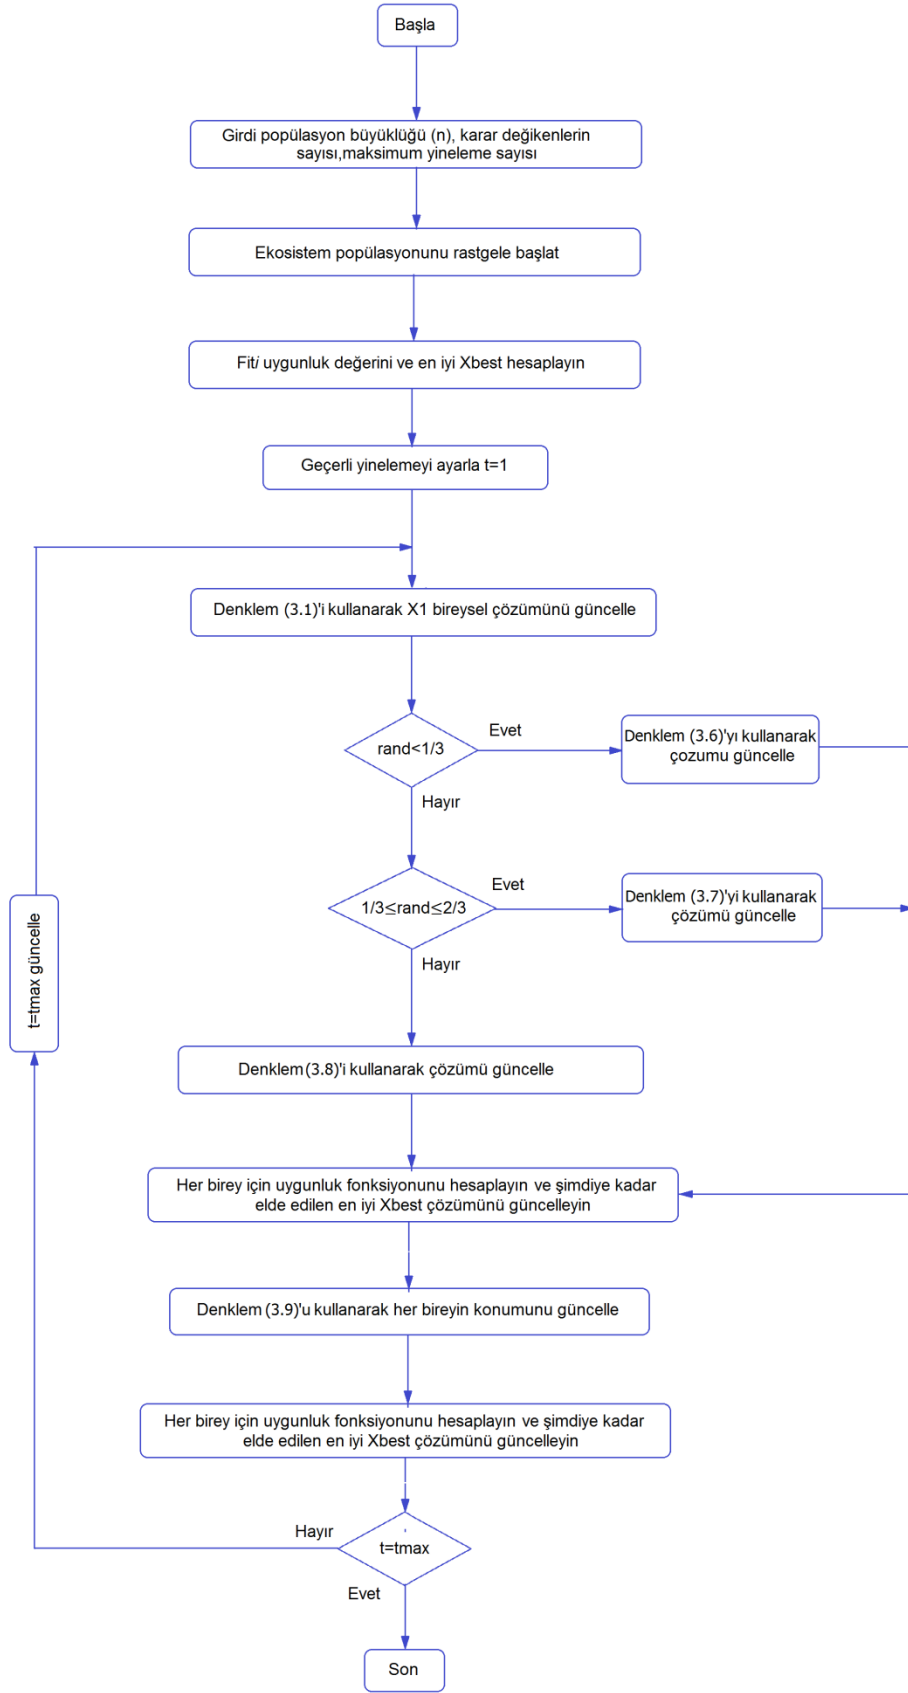 Başla
Girdi popülasyon büyüklüğü (n), karar değikenlerin
sayısı,maksimum yineleme sayısı
Ekosistem popülasyonunu rastgele başlat
Fiti uygunluk değerini ve en iyi Xbest hesaplayın
Geçerli yinelemeyi ayarla t=1
Denklem (3.1)'i kullanarak X1 bireysel çözümünü güncelle
rand<1/3
Evet
Denklem (3.6)'yı kullanarak
çozumu güncelle
Hayır
1/3≤rand≤2/3
Evet
Denklem (3.7)'yi kullanarak
çözümü güncelle
Hayır
t=tmax güncelle
Denklem (3.8)'i kullanarak çözümü güncelle
Her birey için uygunluk fonksiyonunu hesaplayın ve şimdiye kadar
elde edilen en iyi Xbest çözümünü güncelleyin
Denklem (3.9)'u kullanarak her bireyin konumunu güncelle
Her birey için uygunluk fonksiyonunu hesaplayın ve şimdiye kadar
elde edilen en iyi Xbest çözümünü güncelleyin
Hayır
t=tmax
Evet
Son